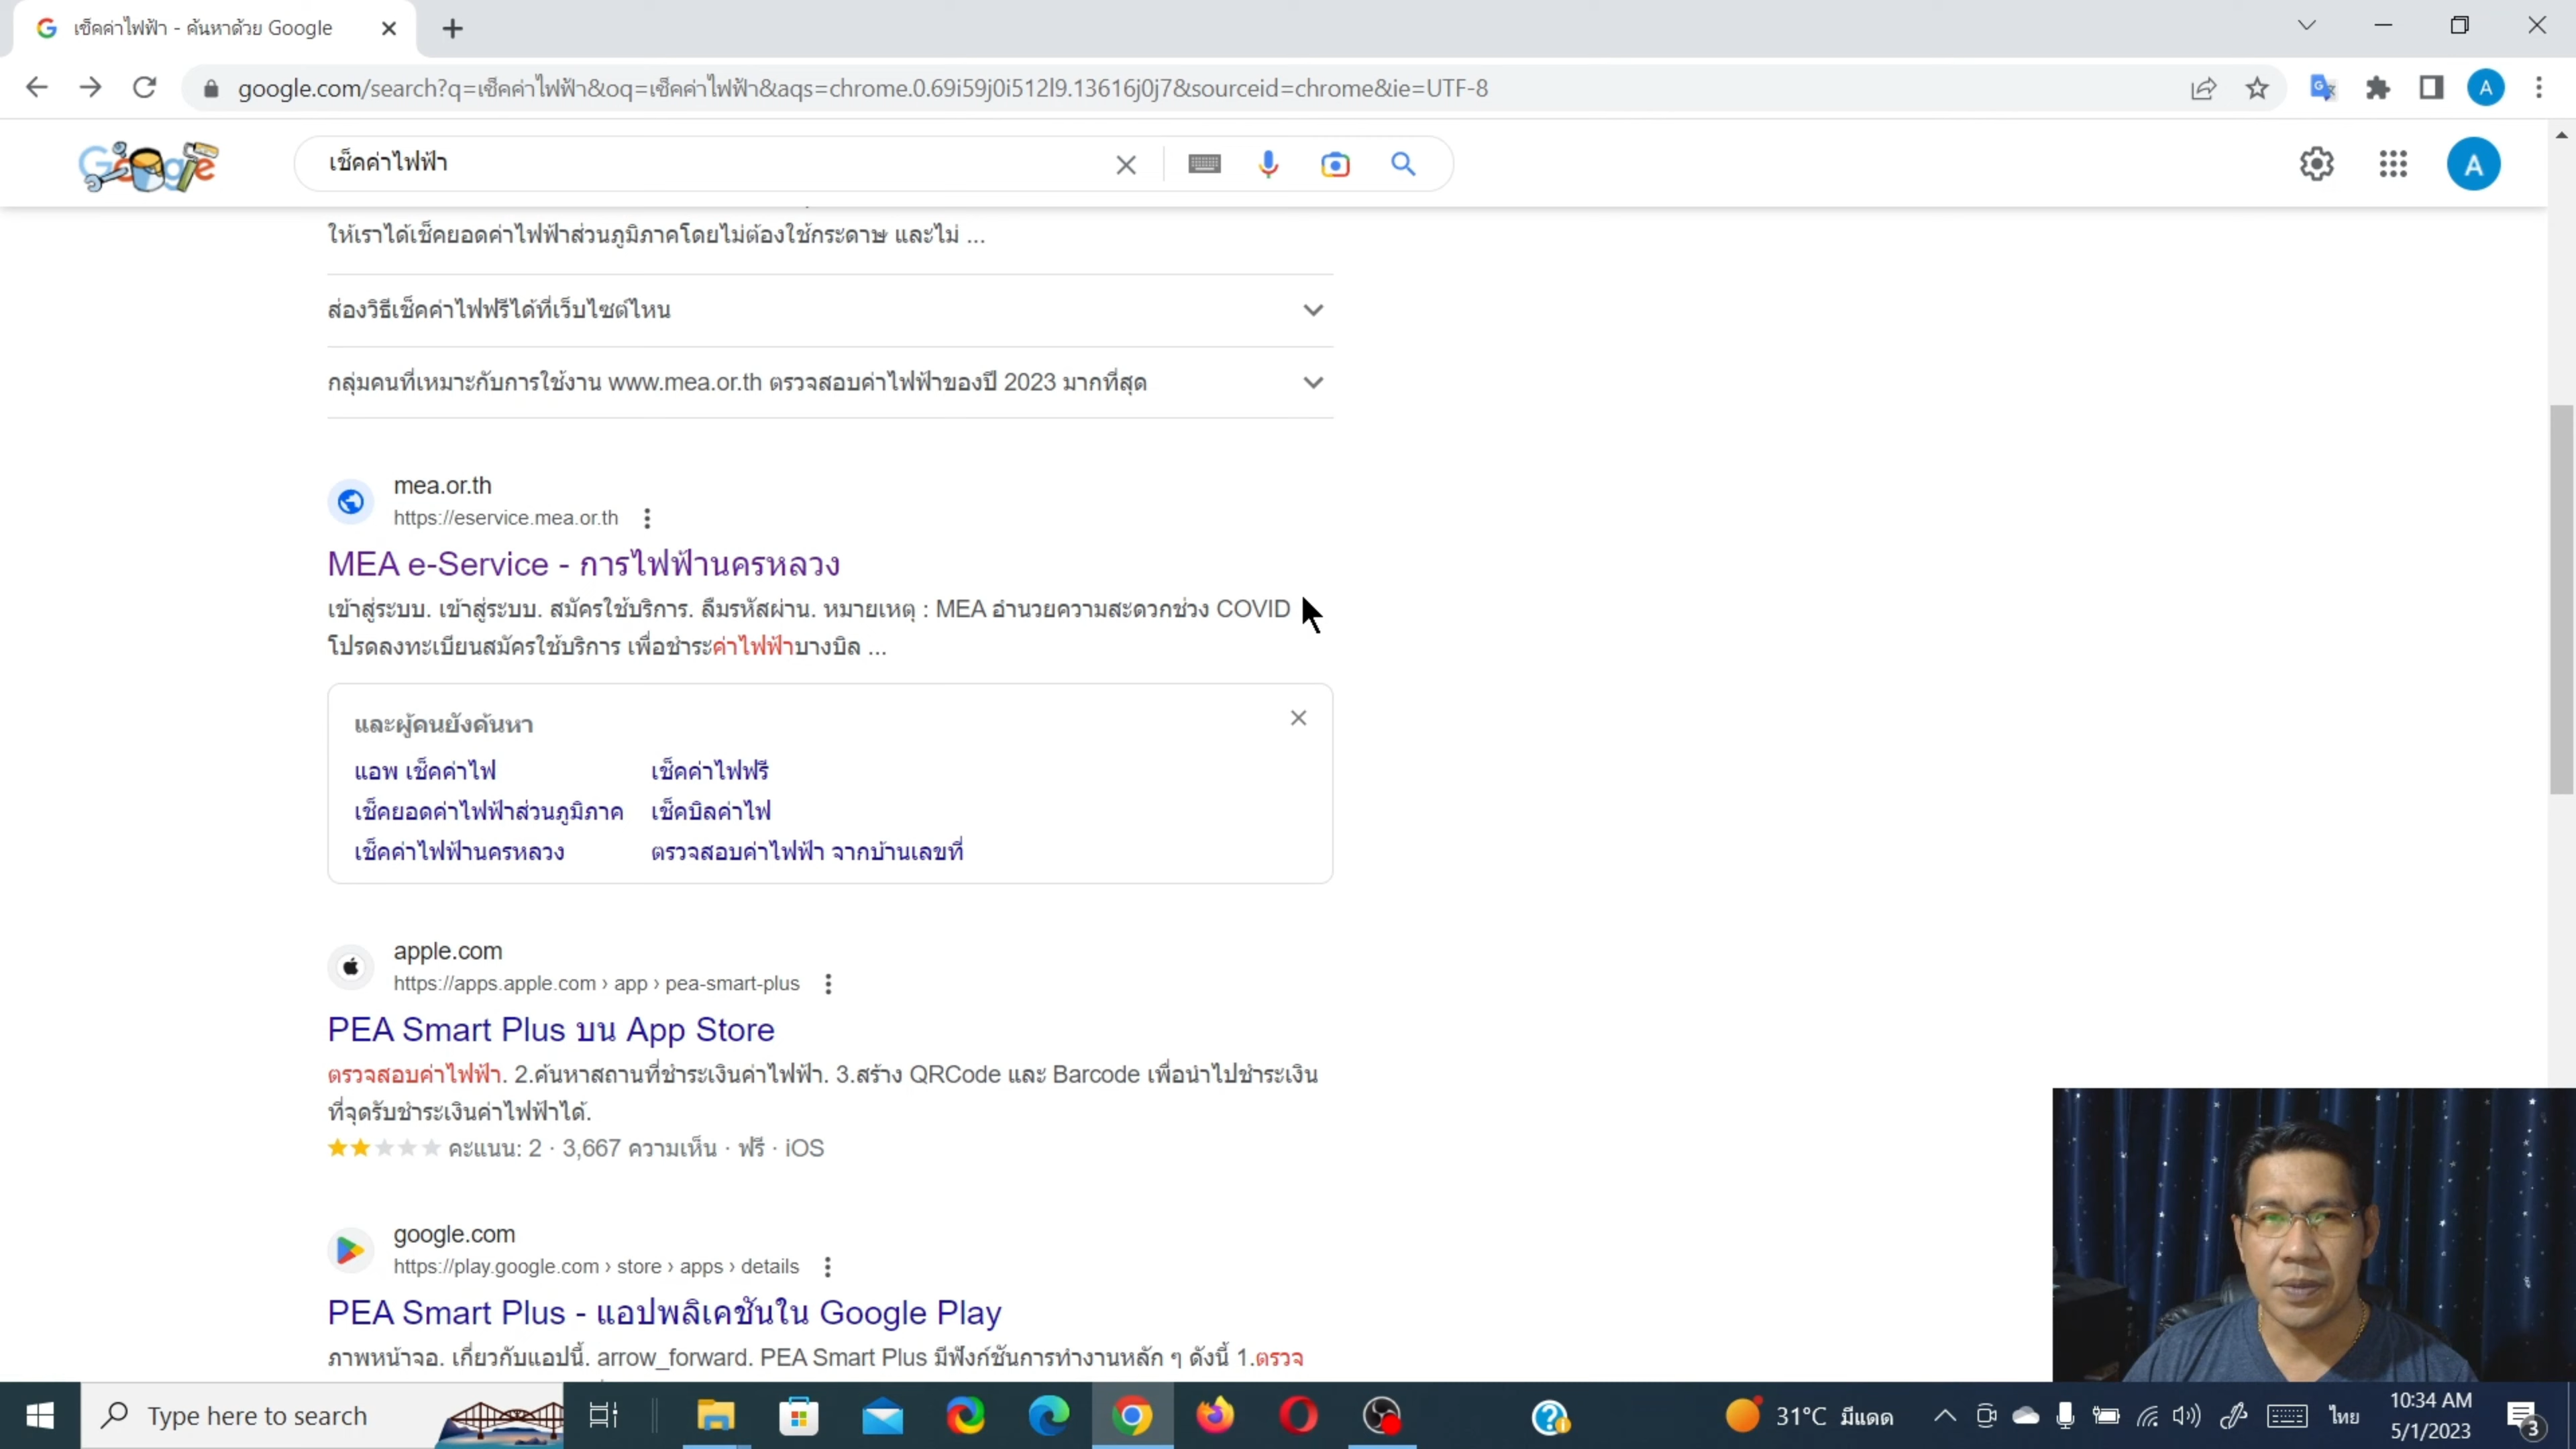 เช็คค่าไฟฟ้า - ค้นหาด้วย Google
google.com/search?q=เช็คค่าไฟฟ้า&oq=เช็คค่าไฟฟ้า&aqs=chrome.0.69i59j0i512l9.13616j0j7&sourceid=chrome&ie=UTF-8
A
Google
เช็คค่าไฟฟ้า
A
ให้เราได้เช็คยอดค่าไฟฟ้าส่วนภูมิภาคโดยไม่ต้องใช้กระดาษ และไม่ ...
ส่องวิธีเช็คค่าไฟฟรีได้ที่เว็บไซต์ไหน
กลุ่มคนที่เหมาะกับการใช้งาน www.mea.or.th ตรวจสอบค่าไฟฟ้าของปี 2023 มากที่สุด
mea.or.th
https://eservice.mea.or.th
MEA e-Service - การไฟฟ้านครหลวง
เข้าสู่ระบบ. เข้าสู่ระบบ. สมัครใช้บริการ. ลืมรหัสผ่าน. หมายเหตุ : MEA อำนวยความสะดวกช่วง COVID
โปรดลงทะเบียนสมัครใช้บริการ เพื่อชำระค่าไฟฟ้าบางบิล ...
และผู้คนยังค้นหา
แอพ เช็คค่าไฟ เช็คค่าไฟฟรี
เช็คยอดค่าไฟฟ้าส่วนภูมิภาค เช็คบิลค่าไฟ
เช็คค่าไฟฟ้านครหลวง ตรวจสอบค่าไฟฟ้า จากบ้านเลขที่
apple.com
https://apps.apple.com › app › pea-smart-plus
PEA Smart Plus บน App Store
ตรวจสอบค่าไฟฟ้า. 2.ค้นหาสถานที่ชำระเงินค่าไฟฟ้า. 3.สร้าง QRCode และ Barcode เพื่อนำไปชำระเงิน
ที่จุดรับชำระเงินค่าไฟฟ้าได้.
คะแนน: 2 · 3,667 ความเห็น · ฟรี · iOS
google.com
https://play.google.com › store › apps › details
PEA Smart Plus - แอปพลิเคชันใน Google Play
ภาพหน้าจอ. เกี่ยวกับแอปนี้. arrow_forward. PEA Smart Plus มีฟังก์ชันการทำงานหลัก ๆ ดังนี้ 1.ตรวจ
Type here to search
31°C มีแดด
ไทย
10:34 AM
5/1/2023
3